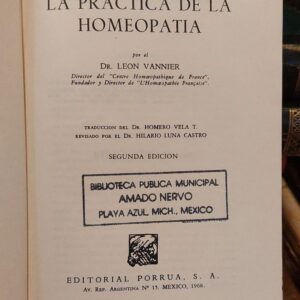 LA PRACTICA DE LA
HOMEOPATIA
por el
DR. LEON VANNIER
Director del "Centre Homœopathique de France".
Fundador y Director de "L'Homœopathie Française".
TRADUCCION DEL DR. HOMERO VELA T.
REVISADO POR EL DR. HILARIO LUNA CASTRO
SEGUNDA EDICION
BIBLIOTECA PUBLICA MUNICIPAL
AMADO NERVO
PLAYA AZUL, MICH., MEXICO
EDITORIAL PORRUA, S. A.
AV. REP. ARGENTINA Nº 15. MEXICO, 1968.